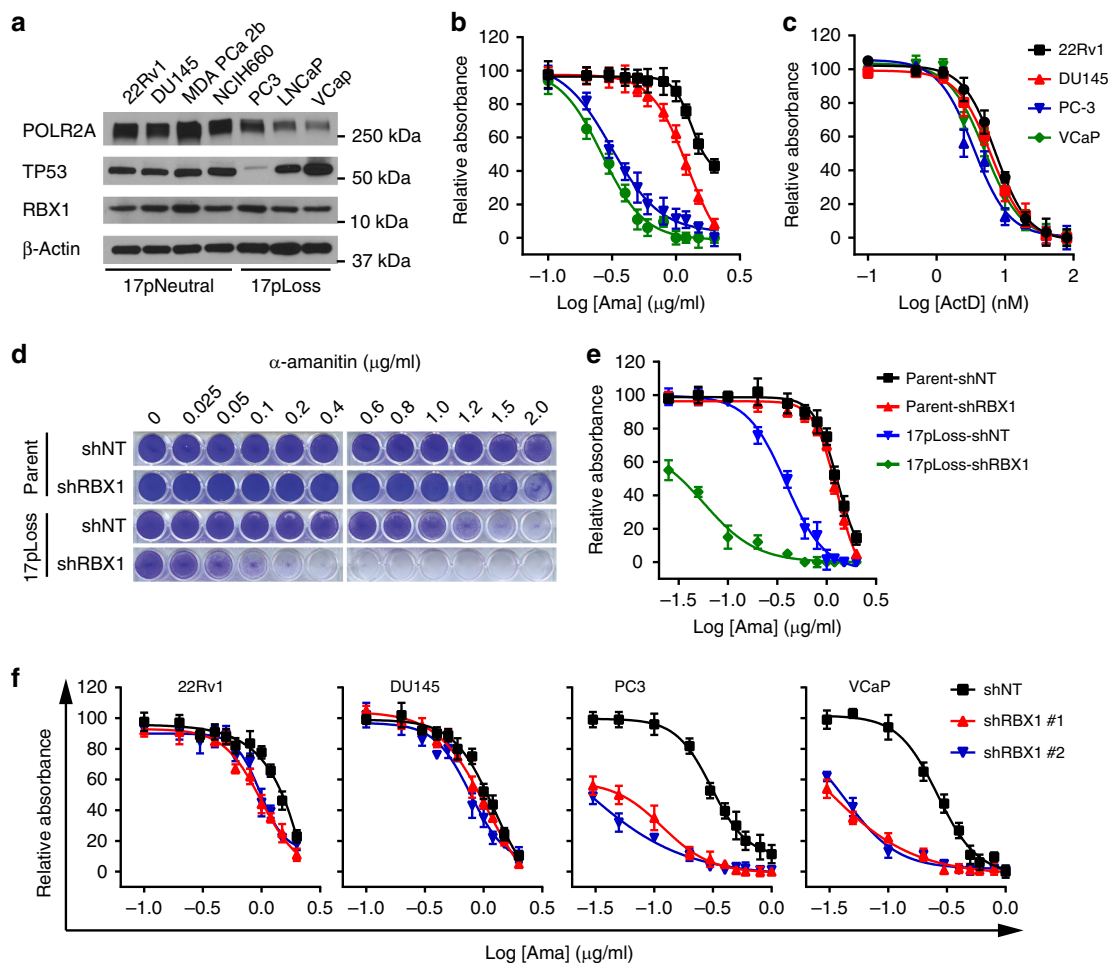 a
22Rv1 DU145 MDA PCa 2b NCIH660 PC3 LNCaP VCap
POLR2A
250 kDa
TP53
50 kDa
RBX1
10 kDa
β-Actin
37 kDa
17pNeutral 17pLoss
b
Relative absorbance
120
100
80
60
40
20
0
−1.0 −0.5 0.0 0.5
Log [Ama] (μg/ml)
c
Relative absorbance
120
100
80
60
40
20
0
−1 0 1 2
Log [ActD] (nM)
22Rv1
DU145
PC-3
VCaP
d
α-amanitin (μg/ml)
0 0.025 0.05 0.1 0.2 0.4 0.6 0.8 1.0 1.2 1.5 2.0
Parent
shNT
shRBX1
17pLoss
shNT
shRBX1
e
Relative absorbance
120
100
80
60
40
20
0
−1.5 −1.0 −0.5 0.0 0.5
Log [Ama] (μg/ml)
Parent-shNT
Parent-shRBX1
17pLoss-shNT
17pLoss-shRBX1
f
Relative absorbance
120
100
80
60
40
20
0
22Rv1
−1.0 −0.5 0.0 0.5
DU145
−1.0 −0.5 0.0 0.5
PC3
−1.5 −1.0 −0.5 0.0
VCaP
−1.5 −1.0 −0.5 0.0
shNT
shRBX1 #1
shRBX1 #2
Log [Ama] (μg/ml)